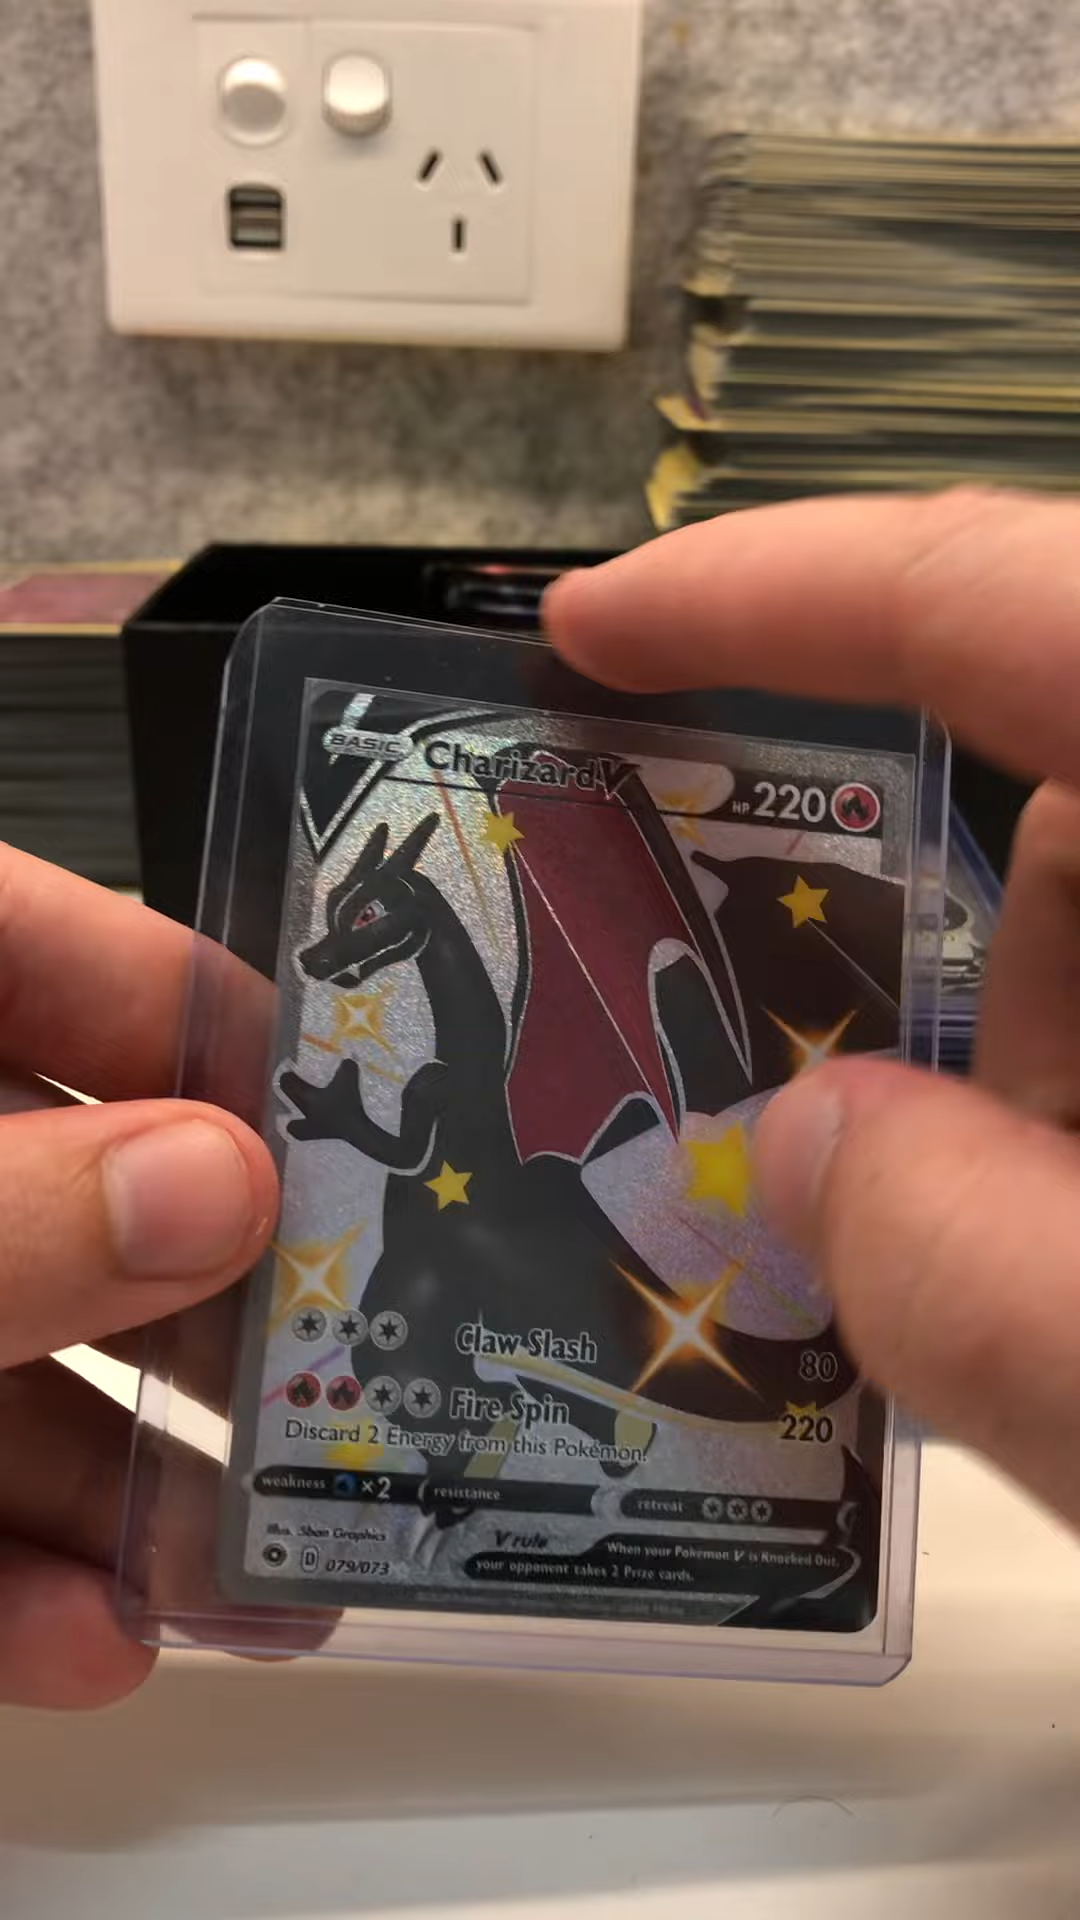 BASIC Charizard V HP 220
Claw Slash 80
Fire Spin 220
Discard 2 Energy from this Pokémon.
weakness ×2 resistance retreat
Illus. 5ban Graphics V rule When your Pokémon V is Knocked Out,
D 079/073 your opponent takes 2 Prize cards.